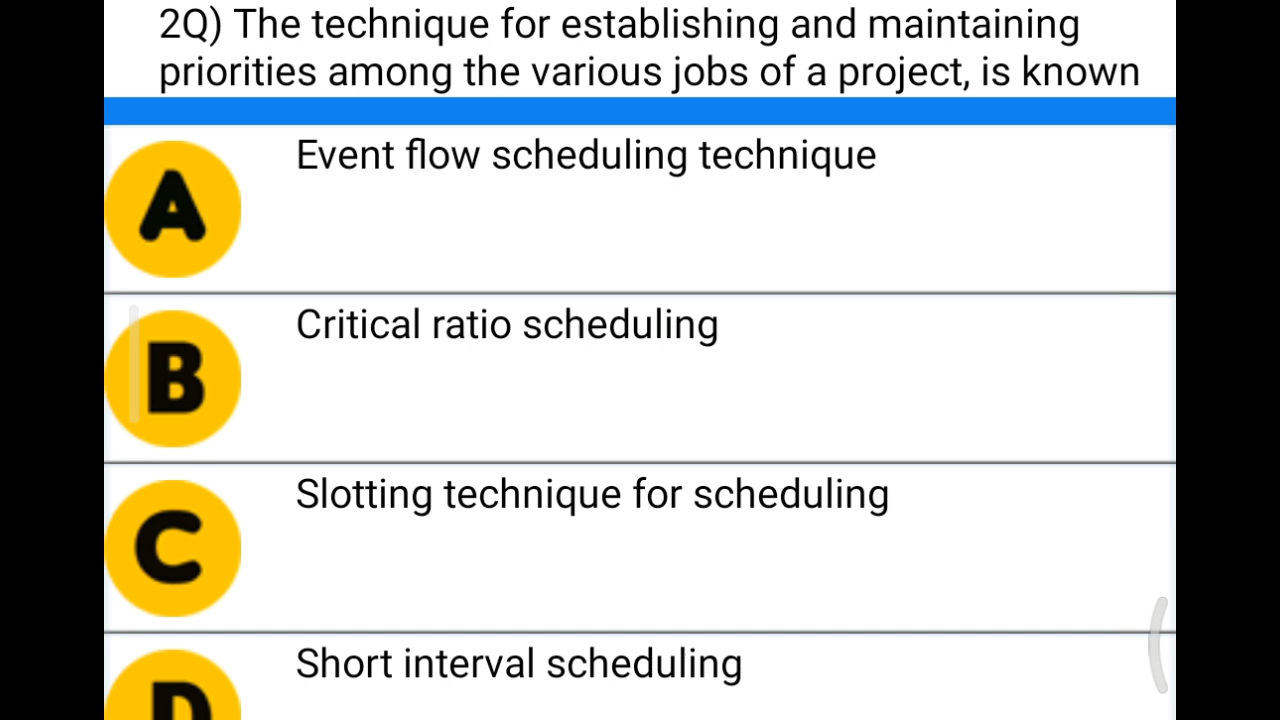 2Q) The technique for establishing and maintaining
priorities among the various jobs of a project, is known
A
Event flow scheduling technique
B
Critical ratio scheduling
C
Slotting technique for scheduling
D
Short interval scheduling